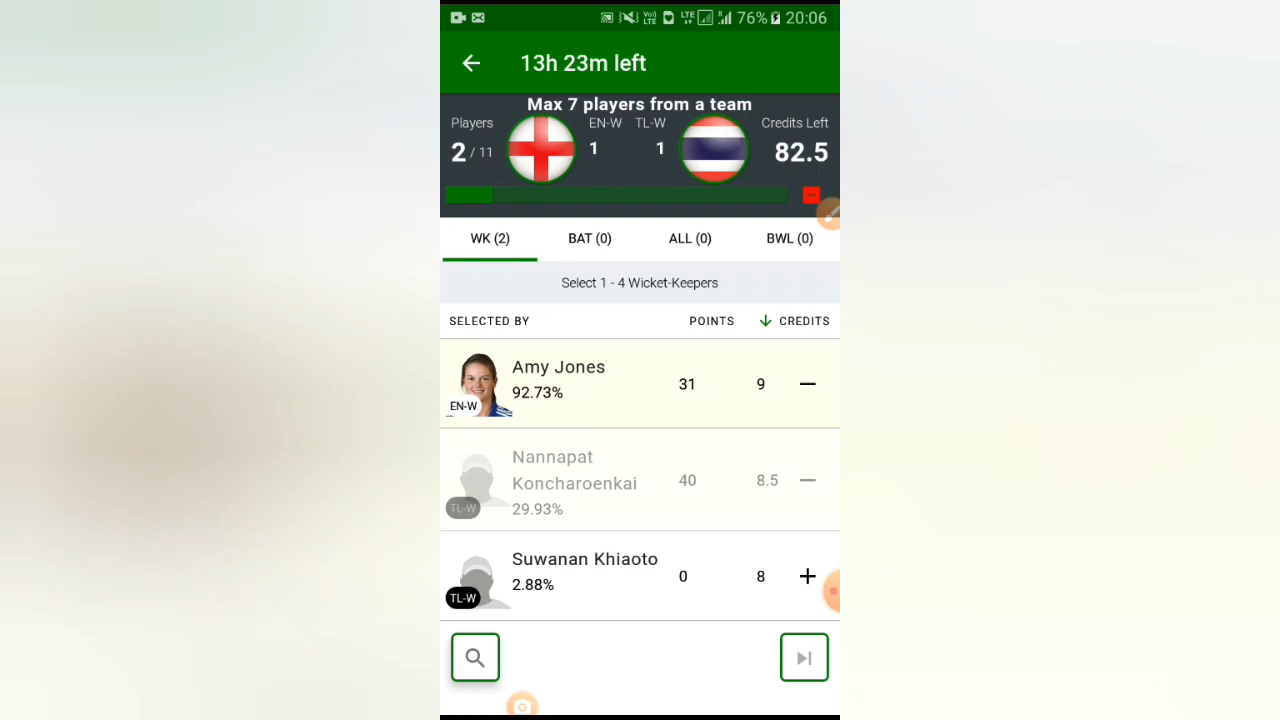 76% 20:06
13h 23m left
Max 7 players from a team
Players EN-W TL-W Credits Left
2 / 11 1 1 82.5
WK (2) BAT (0) ALL (0) BWL (0)
Select 1 - 4 Wicket-Keepers
SELECTED BY POINTS CREDITS
Amy Jones
92.73% 31 9
EN-W
Nannapat
Koncharoenkai
40 8.5
TL-W 29.93%
Suwanan Khiaoto
2.88% 0 8
TL-W